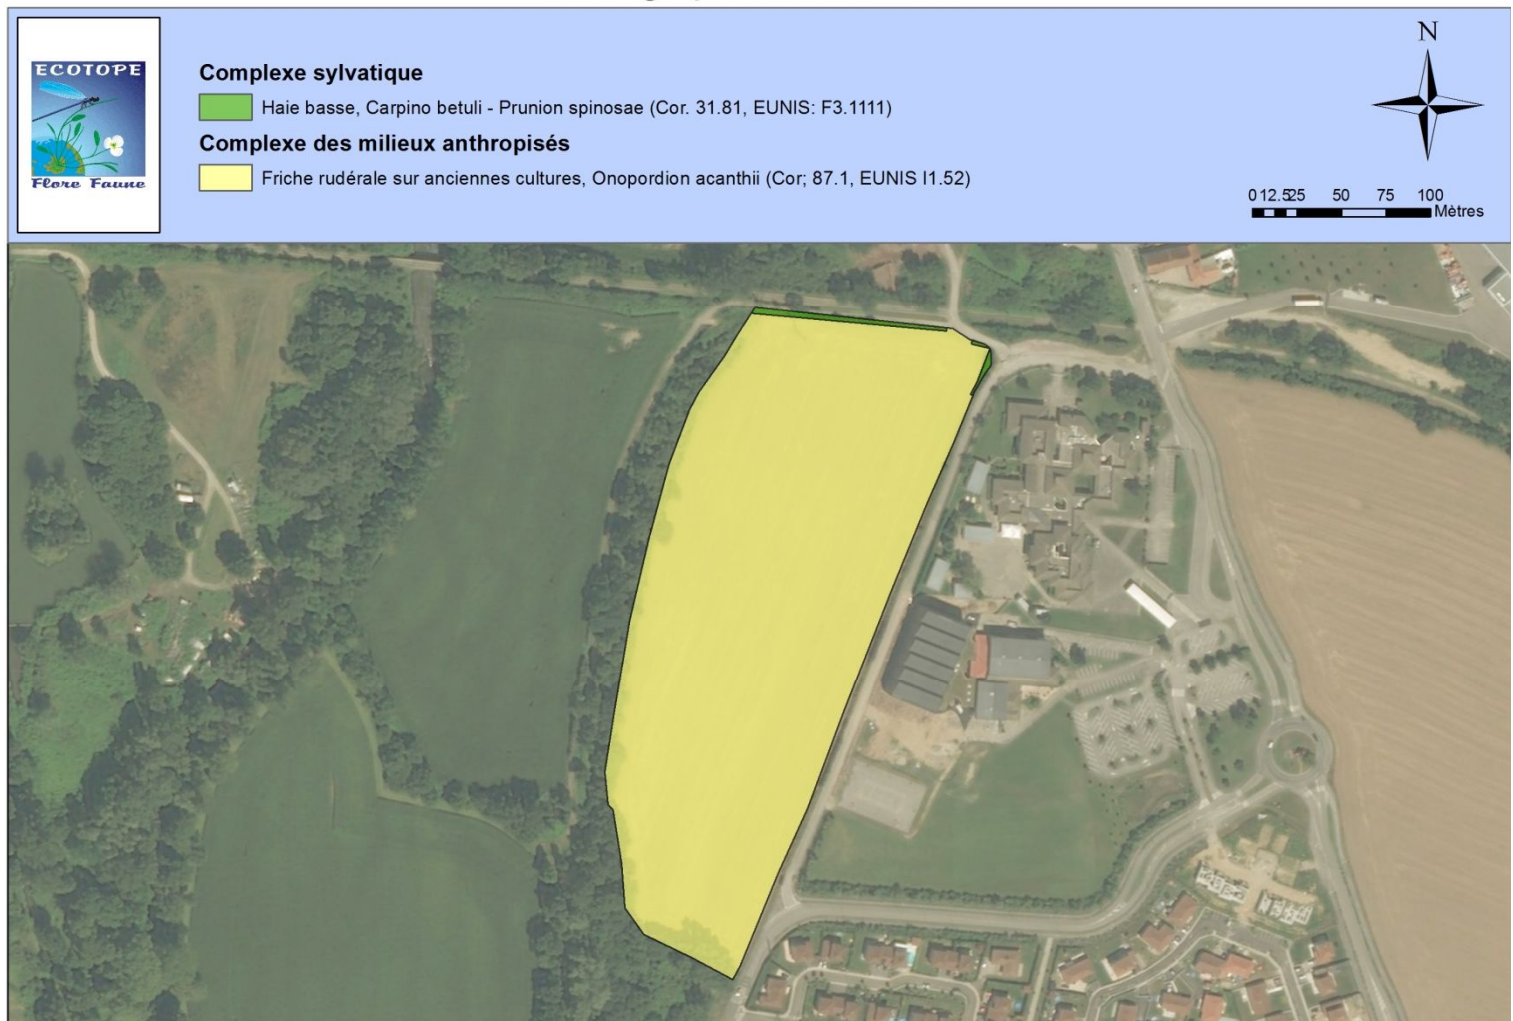 ECOTOPE
Flore Faune
Complexe sylvatique
Haie basse, Carpino betuli - Prunion spinosae (Cor. 31.81, EUNIS: F3.1111)
Complexe des milieux anthropisés
Friche rudérale sur anciennes cultures, Onopordion acanthii (Cor; 87.1, EUNIS I1.52)
N
0 12.525 50 75 100
Mètres